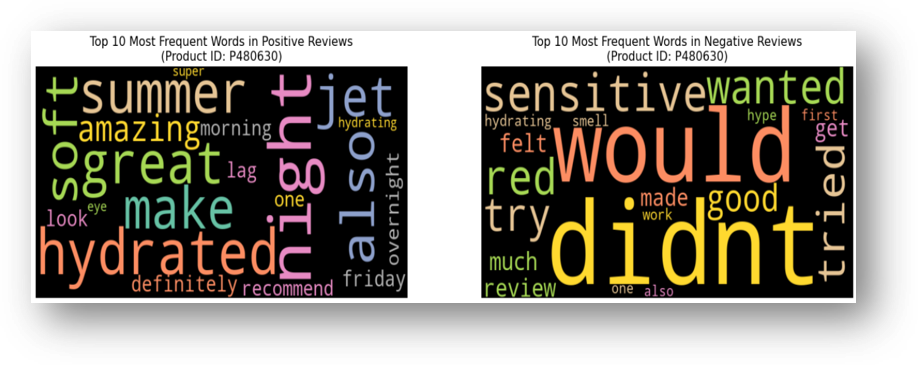 Top 10 Most Frequent Words in Positive Reviews
(Product ID: P480630)
super
soft
summer
night
jet
amazing
morning
hydrating
great
lag
also
overnight
one
eye
look
make
hydrated
friday
definitely
recommend
Top 10 Most Frequent Words in Negative Reviews
(Product ID: P480630)
sensitive
wanted
hydrating
smell
hype
first
felt
would
get
red
tried
made
good
try
work
didnt
much
review
one
also